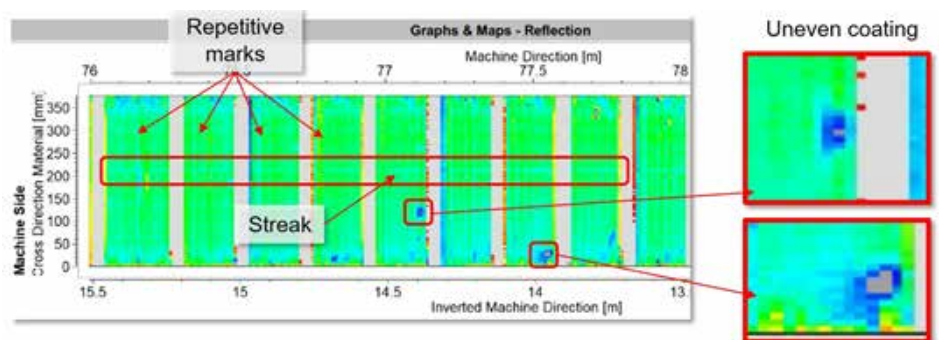 Repetitive
marks
Graphs & Maps - Reflection
Machine Direction [m]
76
77
77.5
78
Machine Side
Cross Direction Material [mm]
350
300
250
200
150
100
50
0
Streak
15.5
15
14.5
14
13.
Inverted Machine Direction [m]
Uneven coating